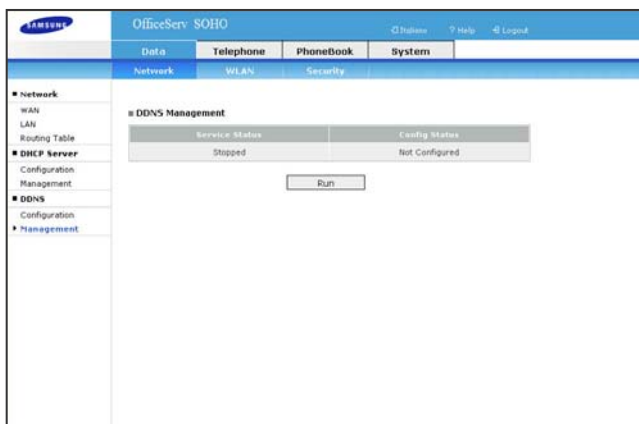 SAMSUNG
OfficeServ SOHO
Italiano ? Help Logout
Data Telephone PhoneBook System
Network WLAN Security
Network
WAN
LAN
Routing Table
DHCP Server
Configuration
Management
DDNS
Configuration
Management
DDNS Management
Service Status Config Status
Stopped Not Configured
Run